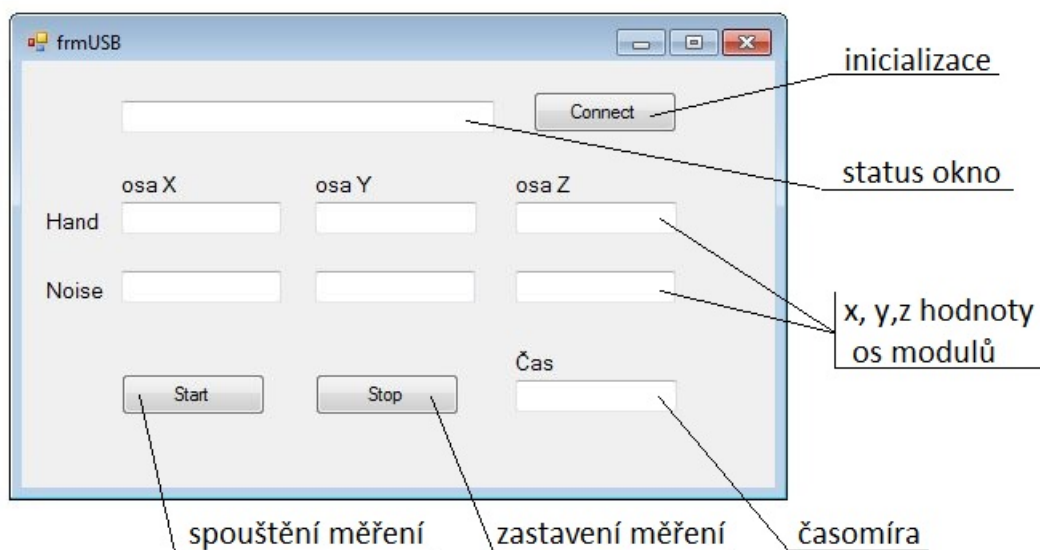 frmUSB
inicializace
Connect
status okno
osa X osa Y osa Z
Hand
Noise
x, y,z hodnoty
os modulů
Čas
Start Stop
spouštění měření zastavení měření časomíra